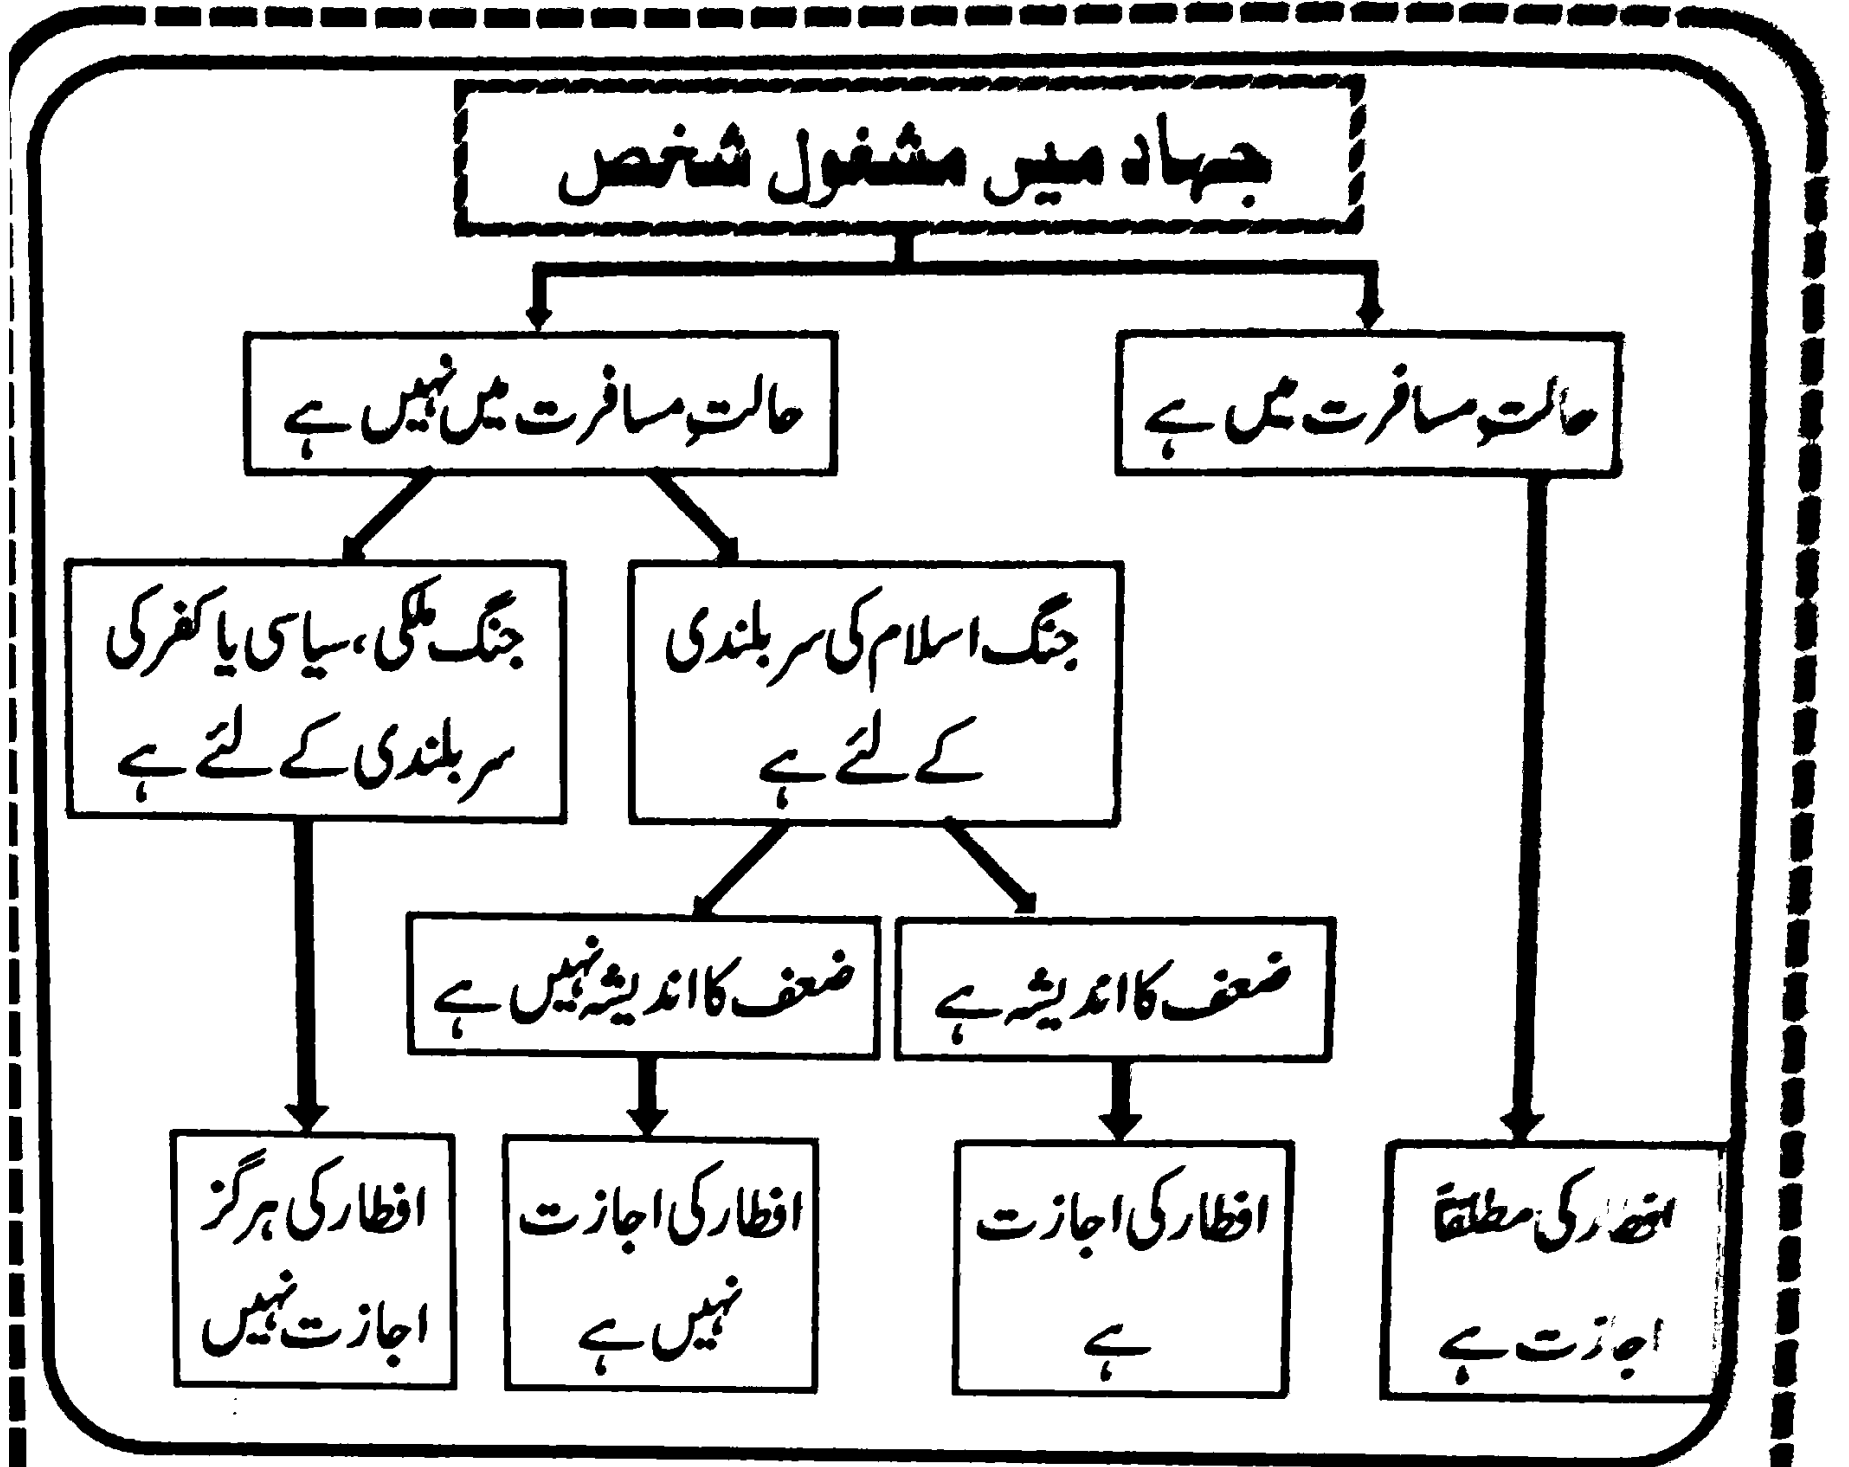 جہاد میں مشغول شخص
حالتِ مسافرت میں ہے
حالتِ مسافرت میں نہیں ہے
جنگ اسلام کی سربلندی
کے لئے ہے
جنگ ملکی، سیاسی یا کفر کی
سربلندی کے لئے ہے
ضعف کا اندیشہ ہے
ضعف کا اندیشہ نہیں ہے
افطار کی مطلقاً
اجازت ہے
افطار کی اجازت
ہے
افطار کی اجازت
نہیں ہے
افطار کی ہرگز
اجازت نہیں